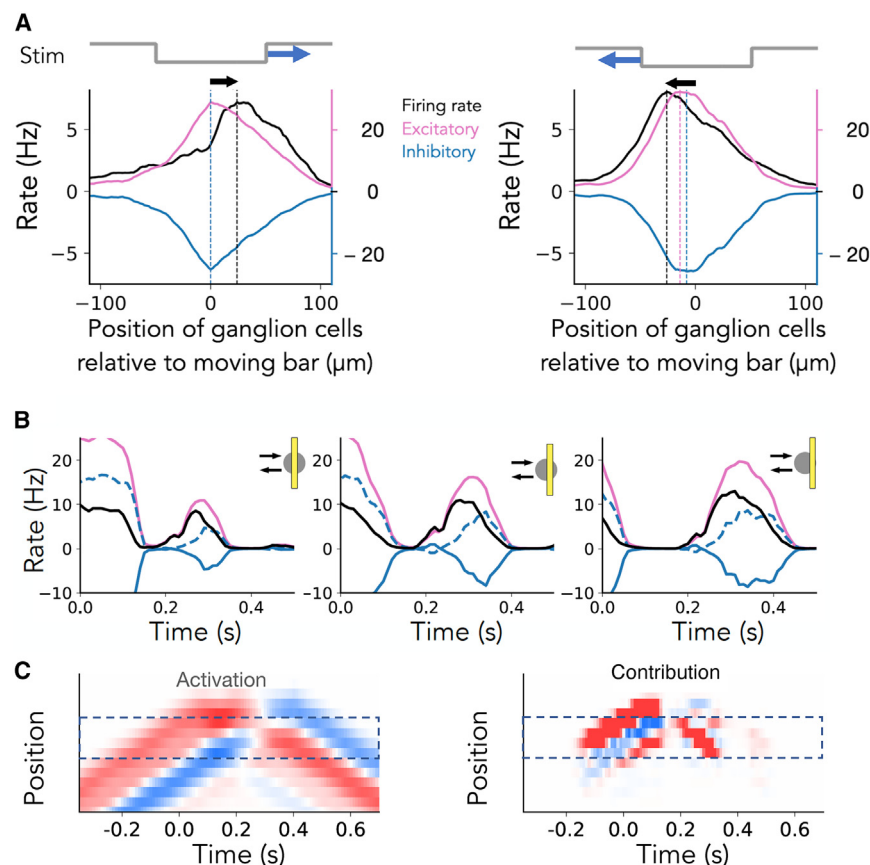 A
Stim
Rate (Hz)
5
0
−5
20
0
−20
−100
0
100
Position of ganglion cells
relative to moving bar (μm)
Firing rate
Excitatory
Inhibitory
Rate (Hz)
5
0
−5
20
0
−20
−100
0
100
Position of ganglion cells
relative to moving bar (μm)
B
Rate (Hz)
20
10
0
−10
0.0
0.2
0.4
Time (s)
20
10
0
−10
0.0
0.2
0.4
Time (s)
20
10
0
−10
0.0
0.2
0.4
Time (s)
C
Activation
Position
-0.2
0.0
0.2
0.4
0.6
Time (s)
Contribution
Position
-0.2
0.0
0.2
0.4
0.6
Time (s)